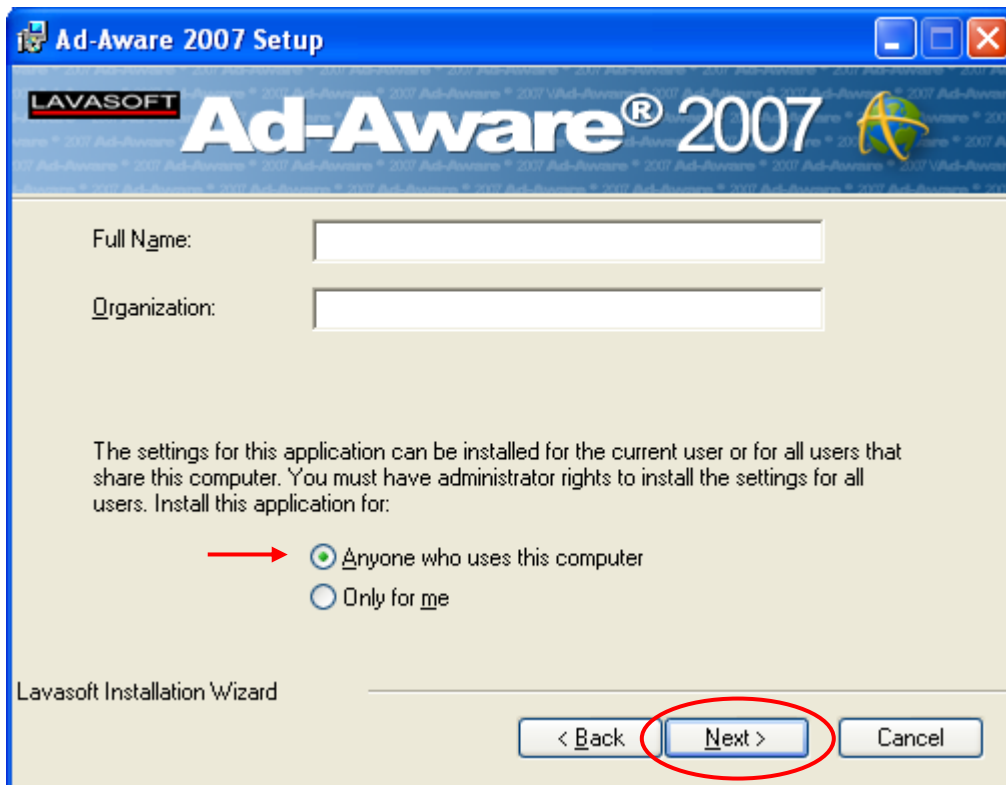 Ad-Aware 2007 Setup
LAVASOFT
Ad-Aware® 2007
Full Name:
Organization:
The settings for this application can be installed for the current user or for all users that
share this computer. You must have administrator rights to install the settings for all
users. Install this application for:
Anyone who uses this computer
Only for me
Lavasoft Installation Wizard
< Back
Next >
Cancel